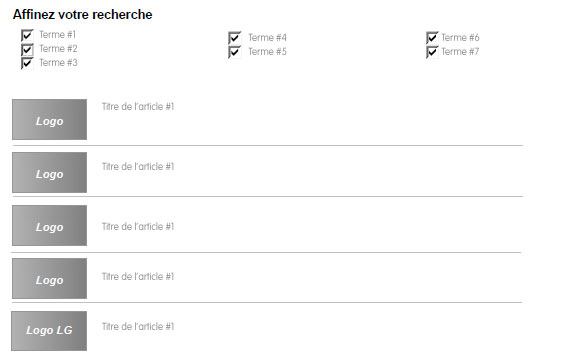 Affinez votre recherche
Terme #1
Terme #2
Terme #3
Terme #4
Terme #5
Terme #6
Terme #7
Logo
Titre de l'article #1
Logo
Titre de l'article #1
Logo
Titre de l'article #1
Logo
Titre de l'article #1
Logo LG
Titre de l'article #1